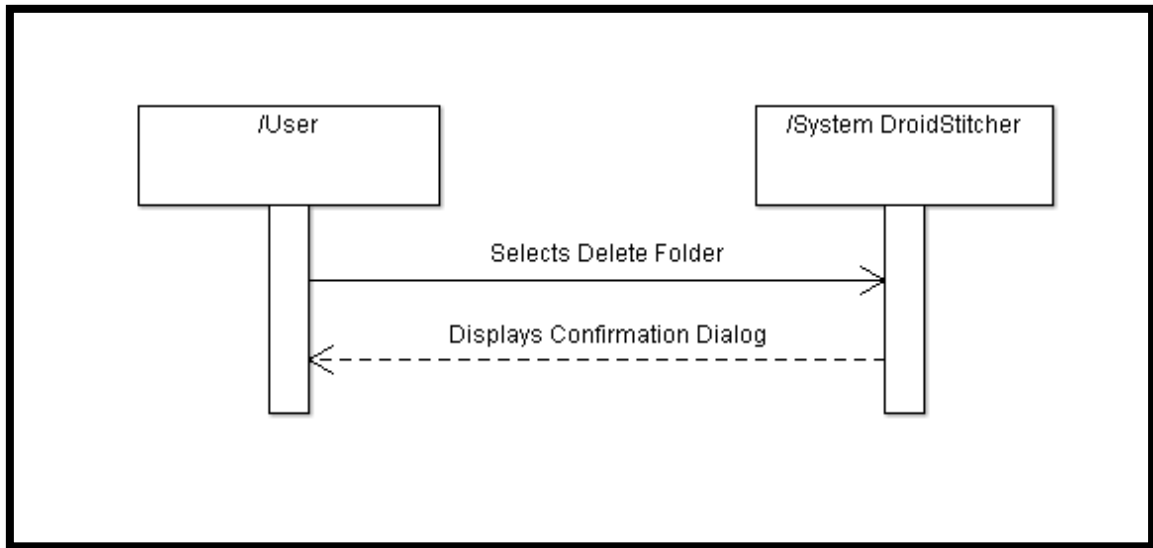 /User
/System DroidStitcher
Selects Delete Folder
Displays Confirmation Dialog